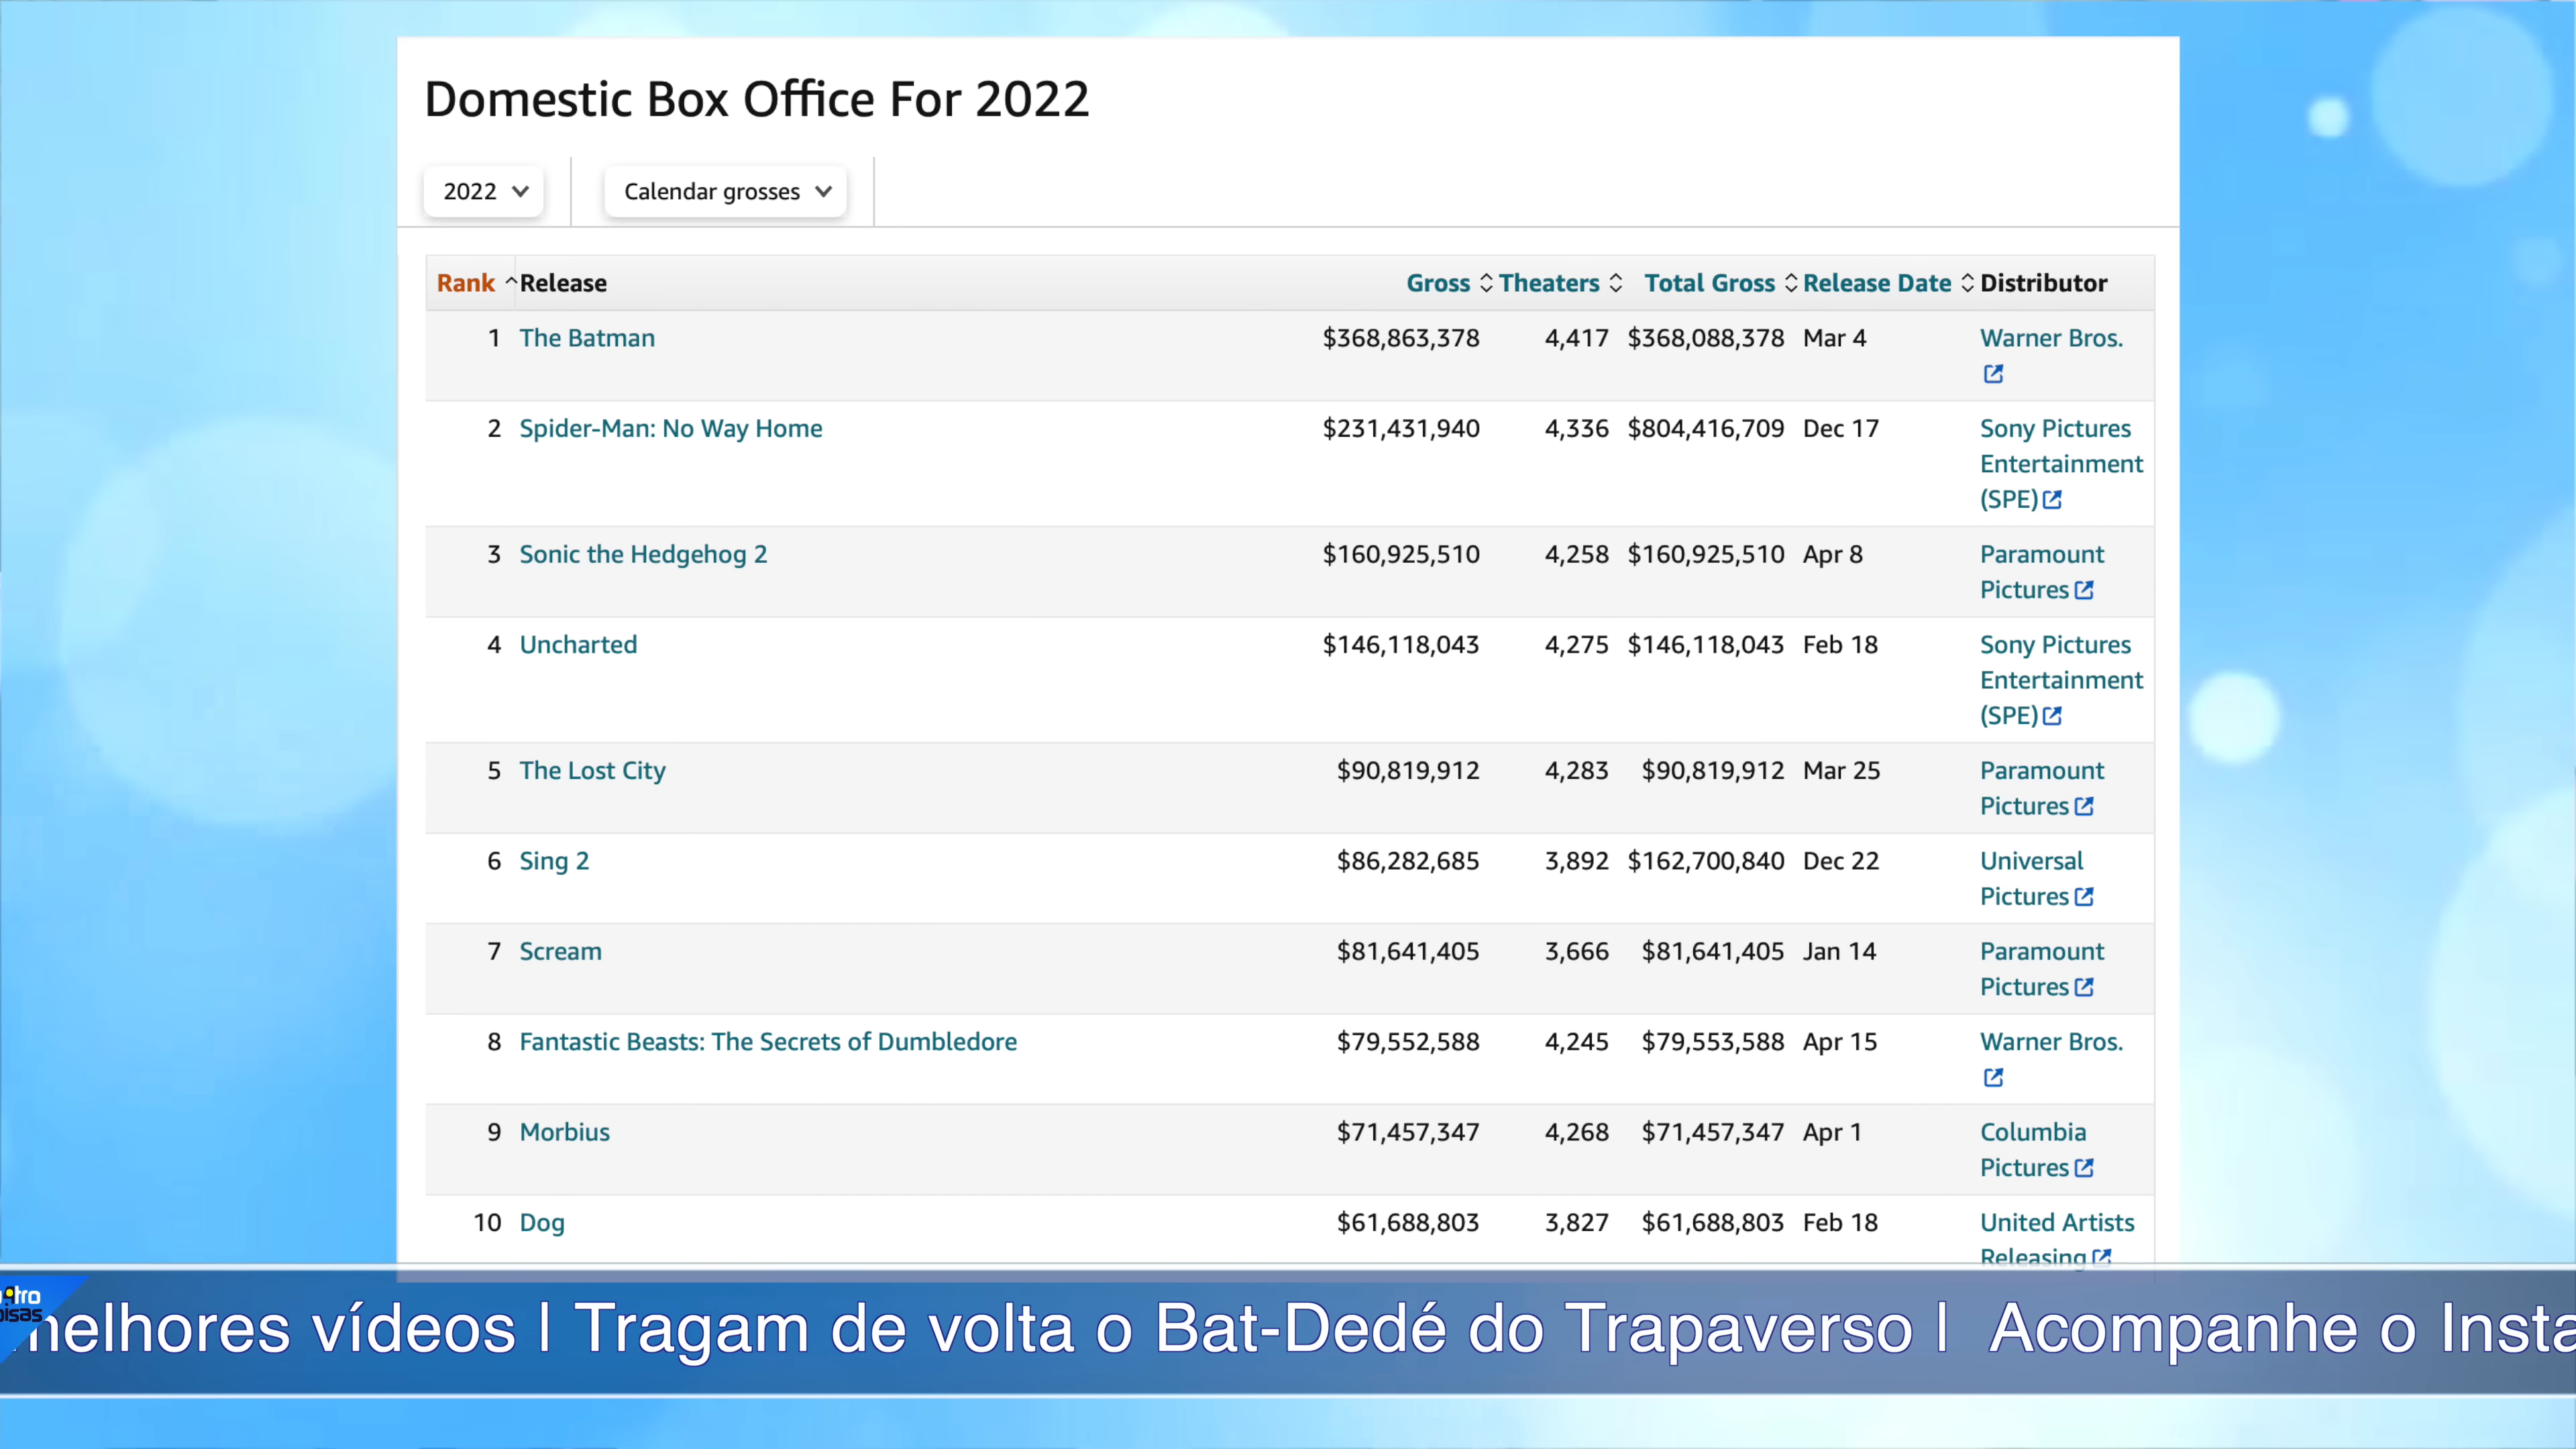 Domestic Box Office For 2022
2022 Calendar grosses
Rank Release Gross Theaters Total Gross Release Date Distributor
1 The Batman $368,863,378 4,417 $368,088,378 Mar 4 Warner Bros.
2 Spider-Man: No Way Home $231,431,940 4,336 $804,416,709 Dec 17 Sony Pictures
Entertainment
(SPE)
3 Sonic the Hedgehog 2 $160,925,510 4,258 $160,925,510 Apr 8 Paramount
Pictures
4 Uncharted $146,118,043 4,275 $146,118,043 Feb 18 Sony Pictures
Entertainment
(SPE)
5 The Lost City $90,819,912 4,283 $90,819,912 Mar 25 Paramount
Pictures
6 Sing 2 $86,282,685 3,892 $162,700,840 Dec 22 Universal
Pictures
7 Scream $81,641,405 3,666 $81,641,405 Jan 14 Paramount
Pictures
8 Fantastic Beasts: The Secrets of Dumbledore $79,552,588 4,245 $79,553,588 Apr 15 Warner Bros.
9 Morbius $71,457,347 4,268 $71,457,347 Apr 1 Columbia
Pictures
10 Dog $61,688,803 3,827 $61,688,803 Feb 18 United Artists
Releasing
melhores vídeos | Tragam de volta o Bat-Dedé do Trapaverso | Acompanhe o Insta